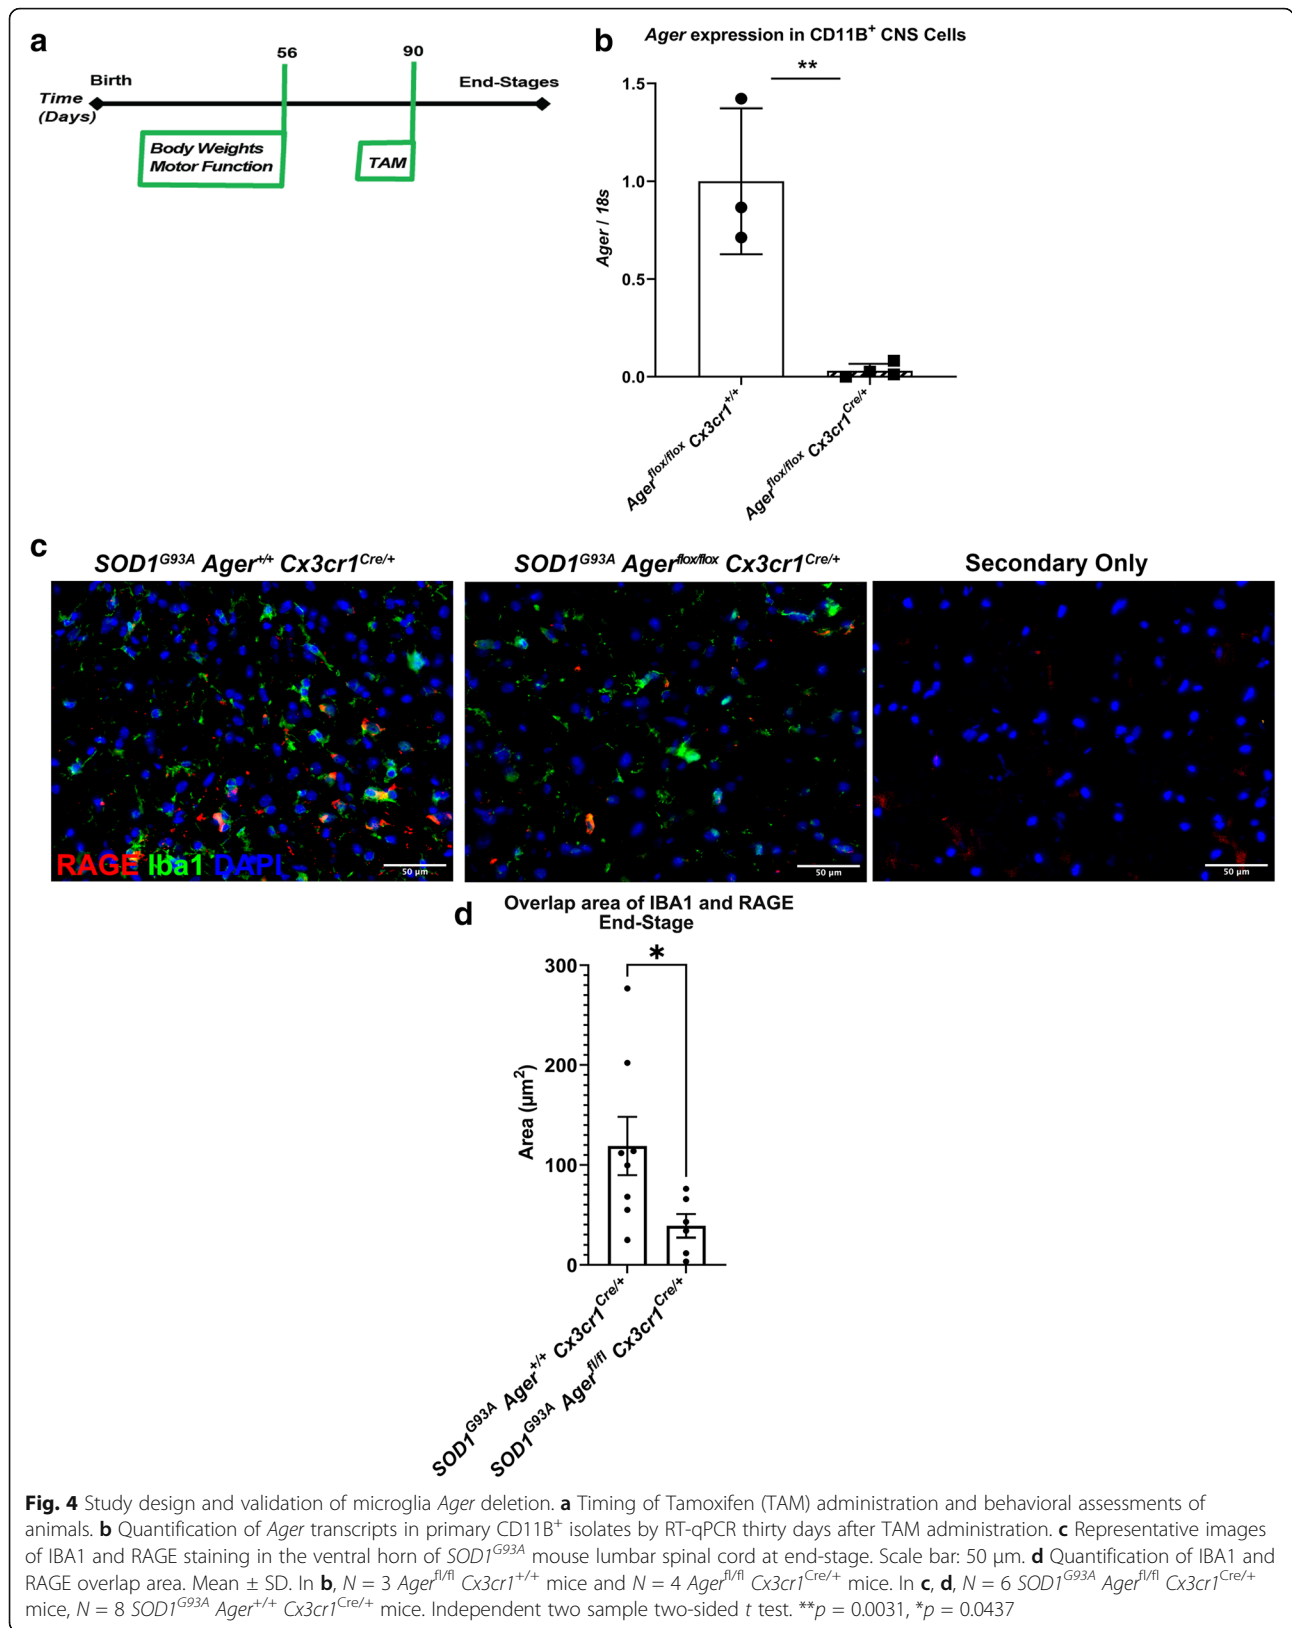 a
56
90
Birth
End-Stages
Time
(Days)
Body Weights
Motor Function
TAM
b
Ager expression in CD11B+ CNS Cells
**
1.5
1.0
0.5
0.0
Ager / 18s
Agerflox/flox Cx3cr1+/+
Agerflox/flox Cx3cr1Cre/+
c
SOD1G93A Ager+/+ Cx3cr1Cre/+
SOD1G93A Agerflox/flox Cx3cr1Cre/+
Secondary Only
RAGE Iba1 DAPI
50 µm
50 µm
50 µm
d
Overlap area of IBA1 and RAGE
End-Stage
*
300
200
100
0
Area (µm2)
SOD1G93A Ager+/+ Cx3cr1Cre/+
SOD1G93A Agerfl/fl Cx3cr1Cre/+
Fig. 4 Study design and validation of microglia Ager deletion. a Timing of Tamoxifen (TAM) administration and behavioral assessments of
animals. b Quantification of Ager transcripts in primary CD11B+ isolates by RT-qPCR thirty days after TAM administration. c Representative images
of IBA1 and RAGE staining in the ventral horn of SOD1G93A mouse lumbar spinal cord at end-stage. Scale bar: 50 µm. d Quantification of IBA1 and
RAGE overlap area. Mean ± SD. In b, N = 3 Agerfl/fl Cx3cr1+/+ mice and N = 4 Agerfl/fl Cx3cr1Cre/+ mice. In c, d, N = 6 SOD1G93A Agerfl/fl Cx3cr1Cre/+
mice, N = 8 SOD1G93A Ager+/+ Cx3cr1Cre/+ mice. Independent two sample two-sided t test. **p = 0.0031, *p = 0.0437